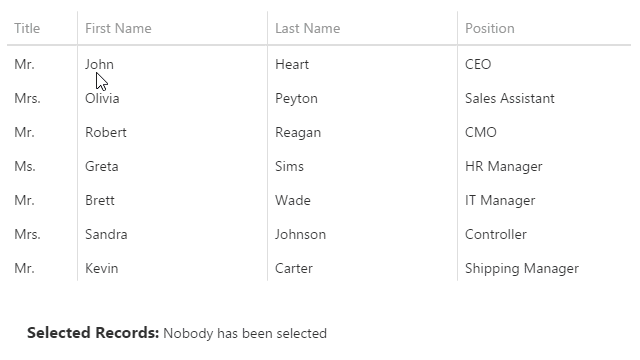 Title First Name Last Name Position
Mr. John Heart CEO
Mrs. Olivia Peyton Sales Assistant
Mr. Robert Reagan CMO
Ms. Greta Sims HR Manager
Mr. Brett Wade IT Manager
Mrs. Sandra Johnson Controller
Mr. Kevin Carter Shipping Manager
Selected Records: Nobody has been selected